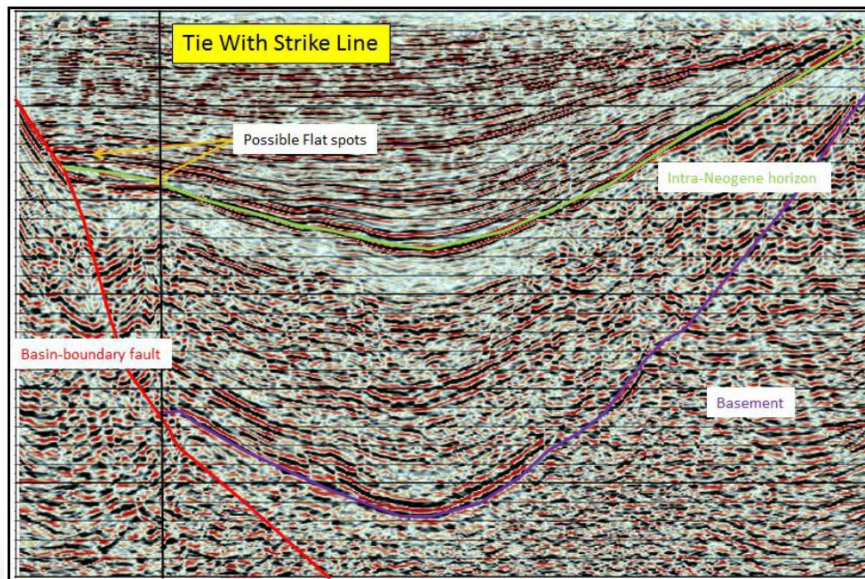 Tie With Strike Line
Possible Flat spots
Intra-Neogene horizon
Basin-boundary fault
Basement